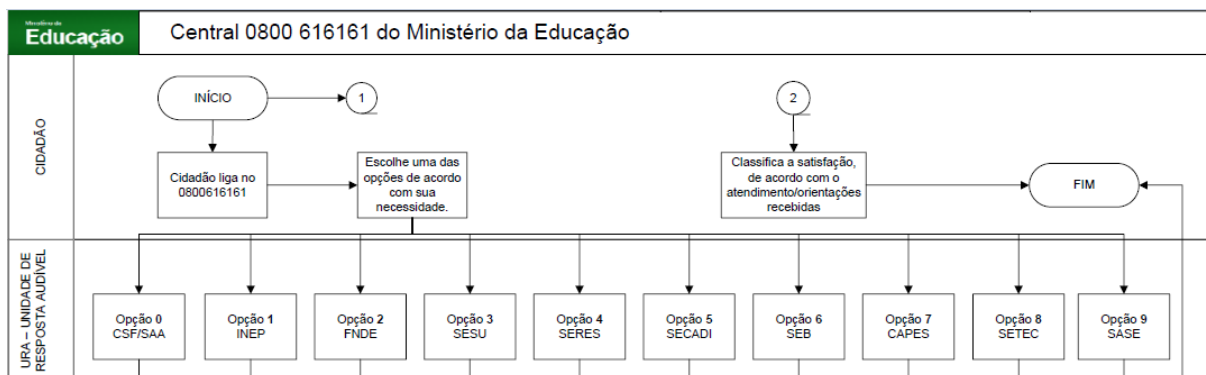 Ministério da
Educação
Central 0800 616161 do Ministério da Educação
CIDADÃO
INÍCIO
1
2
Cidadão liga no
0800616161
Escolhe uma das
opções de acordo
com sua
necessidade.
Classifica a satisfação,
de acordo com o
atendimento/orientações
recebidas
FIM
URA – UNIDADE DE
RESPOSTA AUDÍVEL
Opção 0
CSF/SAA
Opção 1
INEP
Opção 2
FNDE
Opção 3
SESU
Opção 4
SERES
Opção 5
SECADI
Opção 6
SEB
Opção 7
CAPES
Opção 8
SETEC
Opção 9
SASE